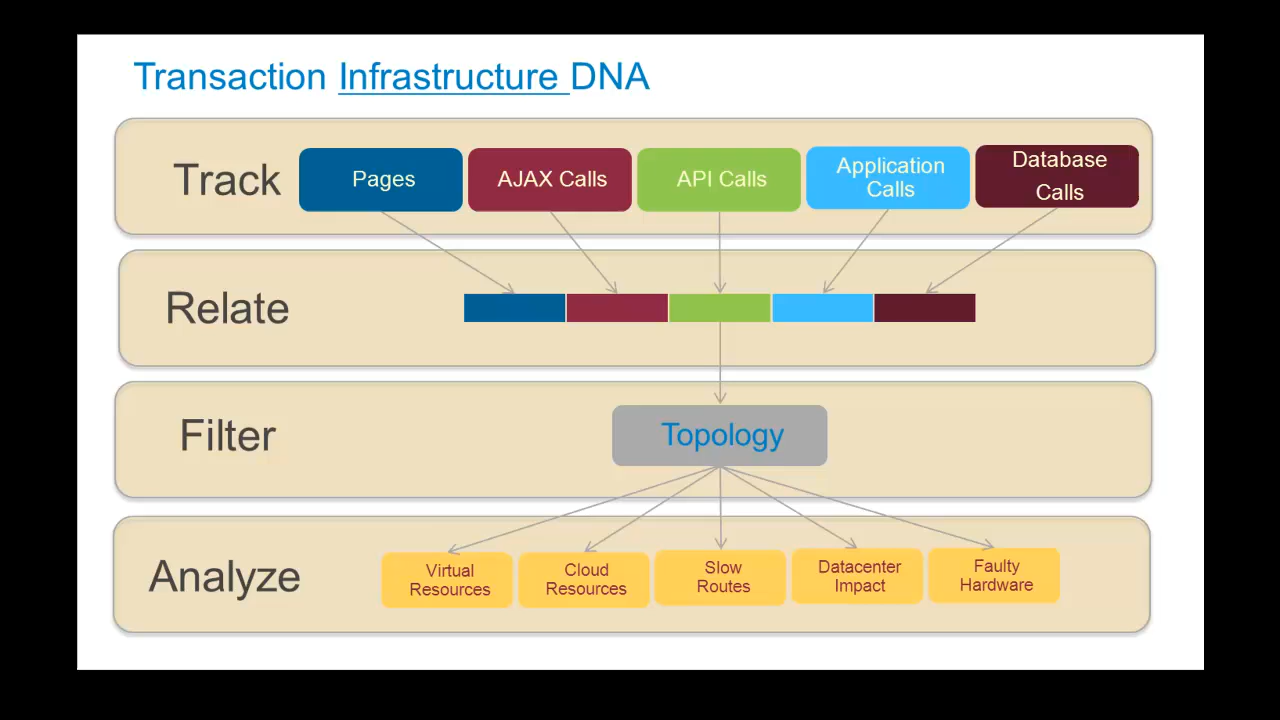 Transaction Infrastructure DNA
Track
Pages
AJAX Calls
API Calls
Application
Calls
Database
Calls
Relate
Filter
Topology
Analyze
Virtual
Resources
Cloud
Resources
Slow
Routes
Datacenter
Impact
Faulty
Hardware